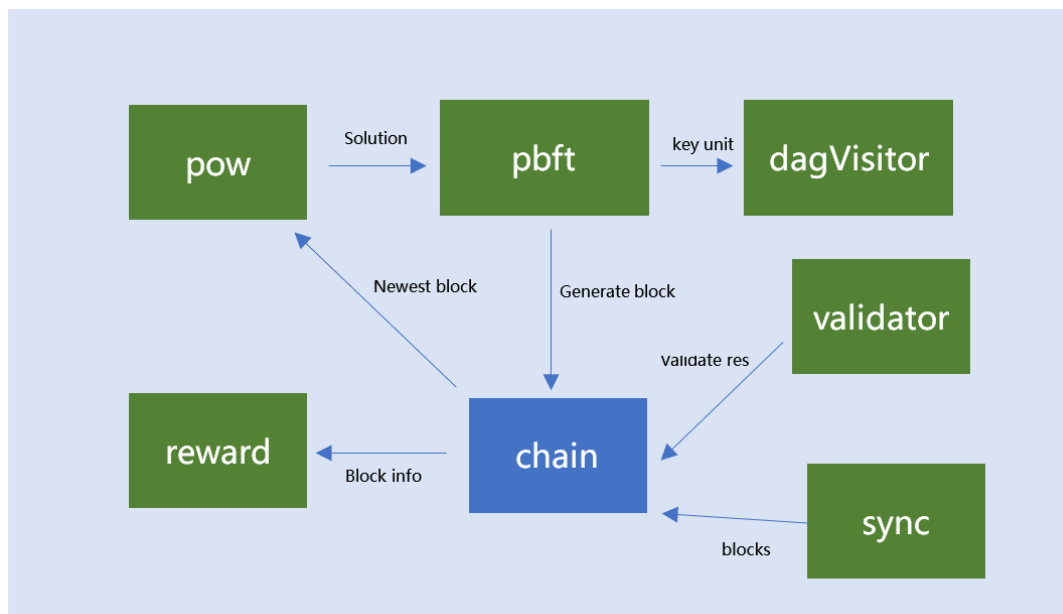 pow
Solution
pbft
key unit
dagVisitor
Newest block
Generate block
validator
Validate res
reward
Block info
chain
blocks
sync